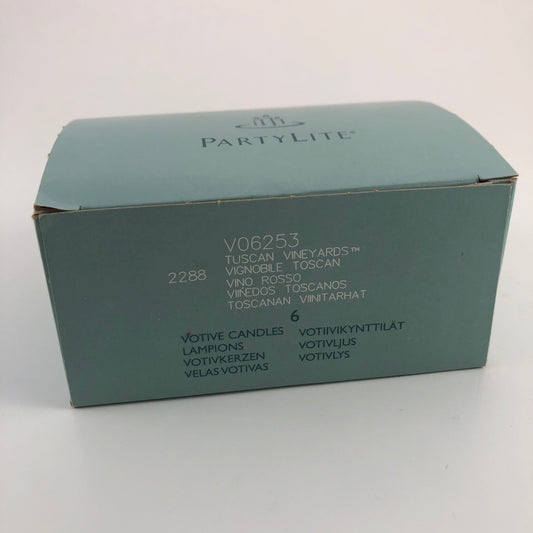 PARTYLITE®
V06253
2288
TUSCAN VINEYARDS™
VIGNOBILE TOSCAN
VINO ROSSO
VIÑEDOS TOSCANOS
TOSCANAN VIINITARHAT
6
VOTIVE CANDLES VOTIIVIKYNTTILÄT
LAMPIONS VOTIVLJUS
VOTIVKERZEN VOTIVLYS
VELAS VOTIVAS